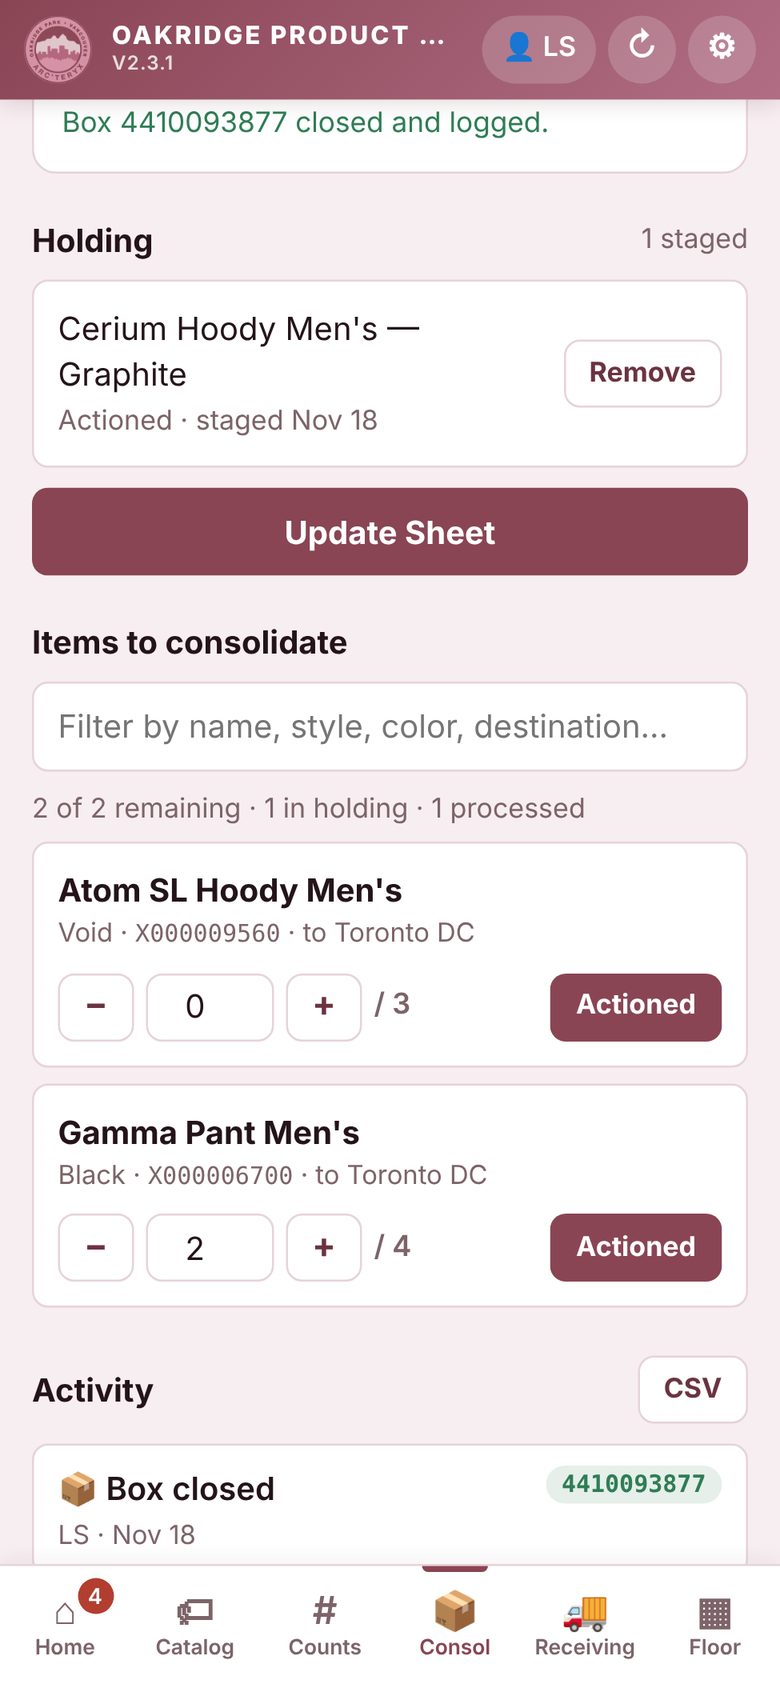 OAKRIDGE PRODUCT ...
V2.3.1
LS
Box 4410093877 closed and logged.
Holding
1 staged
Cerium Hoody Men's —
Graphite
Actioned · staged Nov 18
Remove
Update Sheet
Items to consolidate
Filter by name, style, color, destination...
2 of 2 remaining · 1 in holding · 1 processed
Atom SL Hoody Men's
Void · X000009560 · to Toronto DC
− 0 + / 3
Actioned
Gamma Pant Men's
Black · X000006700 · to Toronto DC
− 2 + / 4
Actioned
Activity
CSV
Box closed
4410093877
LS · Nov 18
4
Home
Catalog
#
Counts
Consol
Receiving
Floor